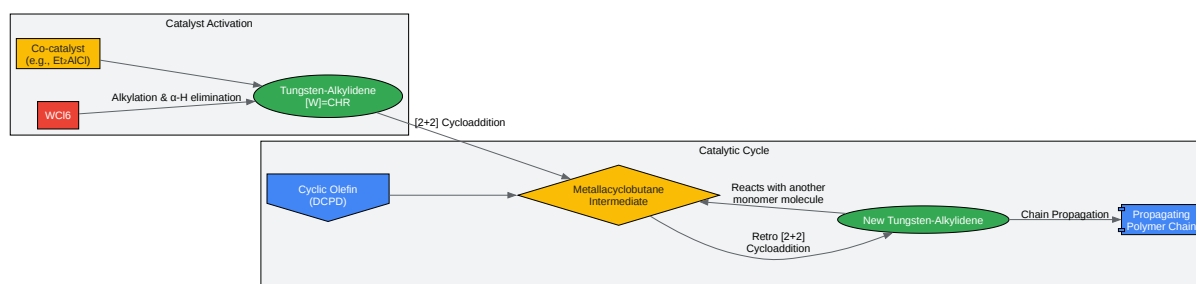 Catalyst Activation
Co-catalyst
(e.g., Et₂AlCl)
Alkylation & α-H elimination
WCl6
Tungsten-Alkylidene
[W]=CHR
[2+2] Cycloaddition
Catalytic Cycle
Cyclic Olefin
(DCPD)
Metallacyclobutane
Intermediate
Reacts with another
monomer molecule
New Tungsten-Alkylidene
Chain Propagation
Propagating
Polymer Chain
Retro [2+2]
Cycloaddition